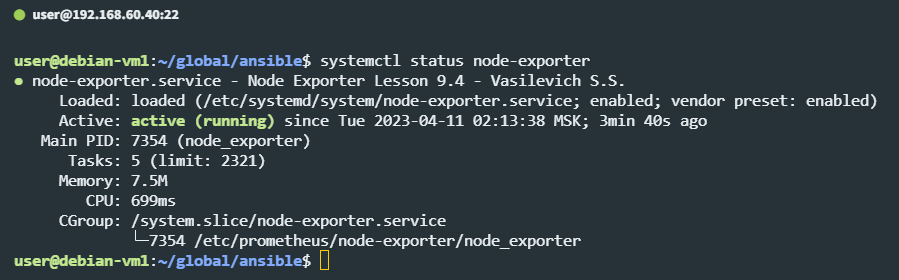 user@192.168.60.40:22
user@debian-vm1:~/global/ansible$ systemctl status node-exporter
● node-exporter.service - Node Exporter Lesson 9.4 - Vasilevich S.S.
     Loaded: loaded (/etc/systemd/system/node-exporter.service; enabled; vendor preset: enabled)
     Active: active (running) since Tue 2023-04-11 02:13:38 MSK; 3min 40s ago
   Main PID: 7354 (node_exporter)
      Tasks: 5 (limit: 2321)
     Memory: 7.5M
        CPU: 699ms
     CGroup: /system.slice/node-exporter.service
             └─7354 /etc/prometheus/node-exporter/node_exporter
user@debian-vm1:~/global/ansible$